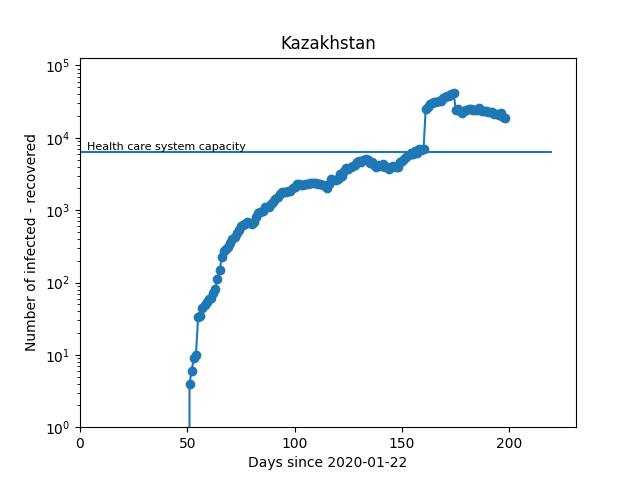 Kazakhstan
10^5
10^4
10^3
10^2
10^1
10^0
Number of infected - recovered
Health care system capacity
0 50 100 150 200
Days since 2020-01-22